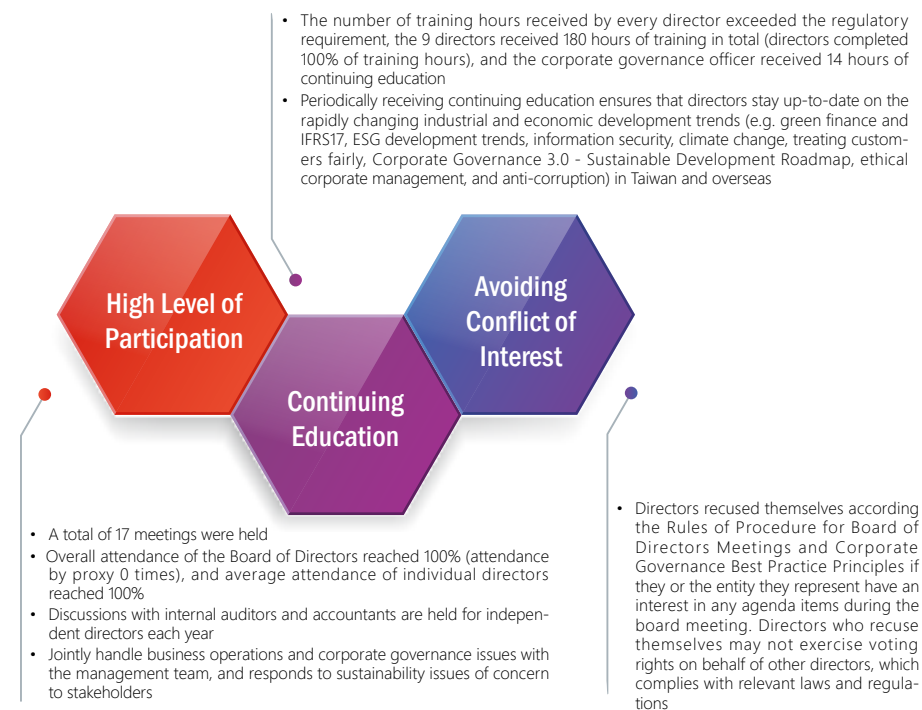 • The number of training hours received by every director exceeded the regulatory
requirement, the 9 directors received 180 hours of training in total (directors completed
100% of training hours), and the corporate governance officer received 14 hours of
continuing education
• Periodically receiving continuing education ensures that directors stay up-to-date on the
rapidly changing industrial and economic development trends (e.g. green finance and
IFRS17, ESG development trends, information security, climate change, treating custom-
ers fairly, Corporate Governance 3.0 - Sustainable Development Roadmap, ethical
corporate management, and anti-corruption) in Taiwan and overseas
High Level of
Participation
Continuing
Education
Avoiding
Conflict of
Interest
• A total of 17 meetings were held
• Overall attendance of the Board of Directors reached 100% (attendance
by proxy 0 times), and average attendance of individual directors
reached 100%
• Discussions with internal auditors and accountants are held for indepen-
dent directors each year
• Jointly handle business operations and corporate governance issues with
the management team, and responds to sustainability issues of concern
to stakeholders
• Directors recused themselves according
the Rules of Procedure for Board of
Directors Meetings and Corporate
Governance Best Practice Principles if
they or the entity they represent have an
interest in any agenda items during the
board meeting. Directors who recuse
themselves may not exercise voting
rights on behalf of other directors, which
complies with relevant laws and regula-
tions